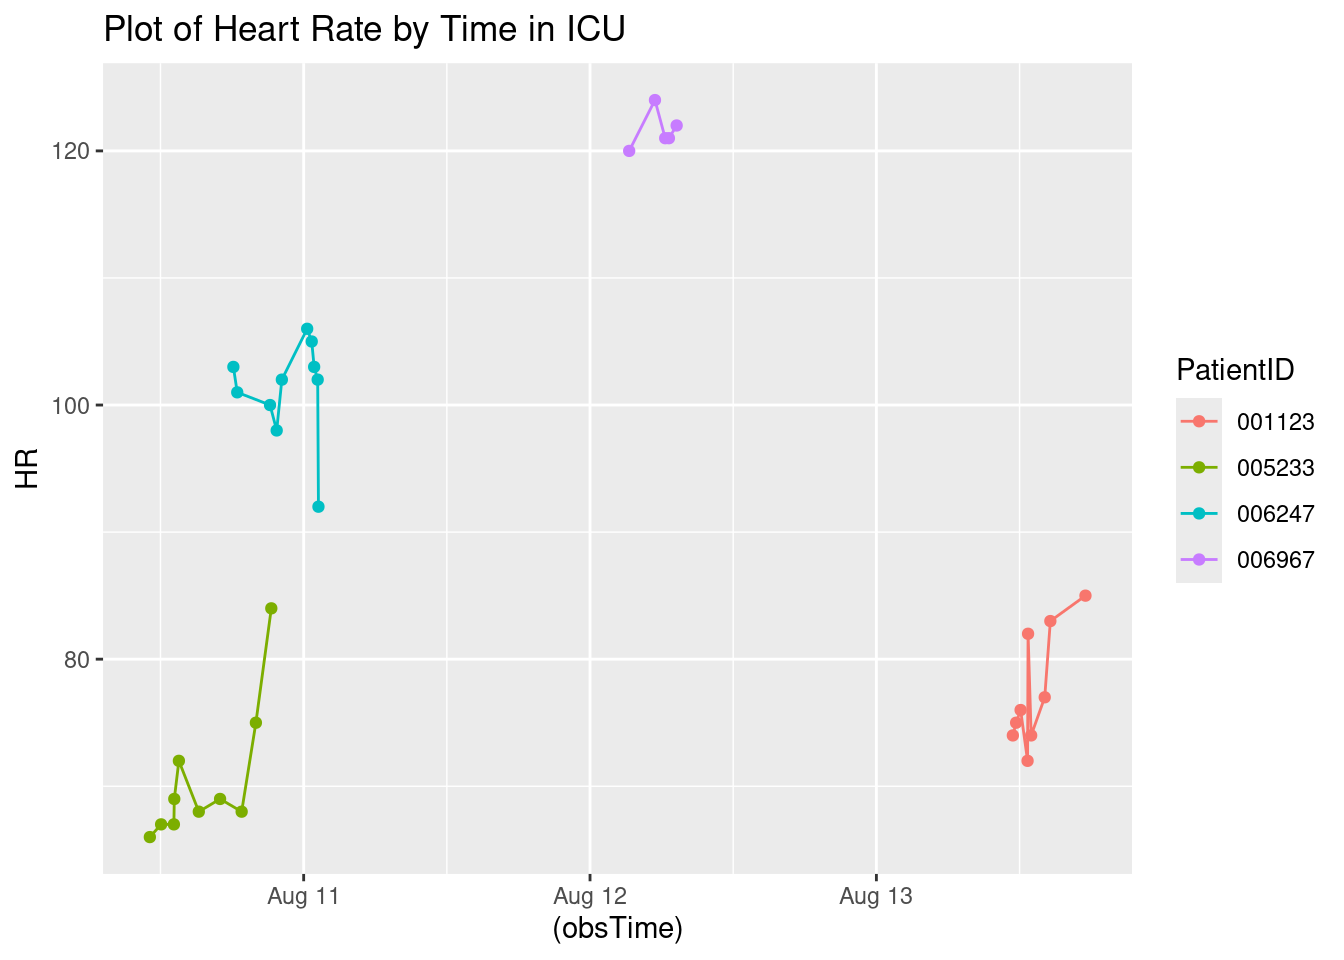 Plot of Heart Rate by Time in ICU
120
100
80
HR
Aug 11
Aug 12
Aug 13
(obsTime)
PatientID
001123
005233
006247
006967